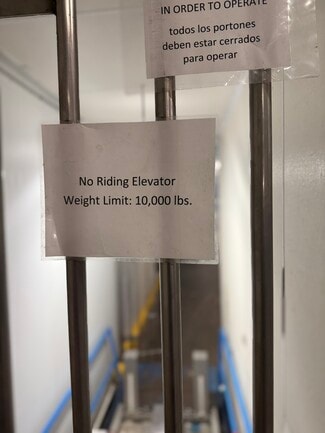 IN ORDER TO OPERATE
todos los portones
deben estar cerrados
para operar
No Riding Elevator
Weight Limit: 10,000 lbs.